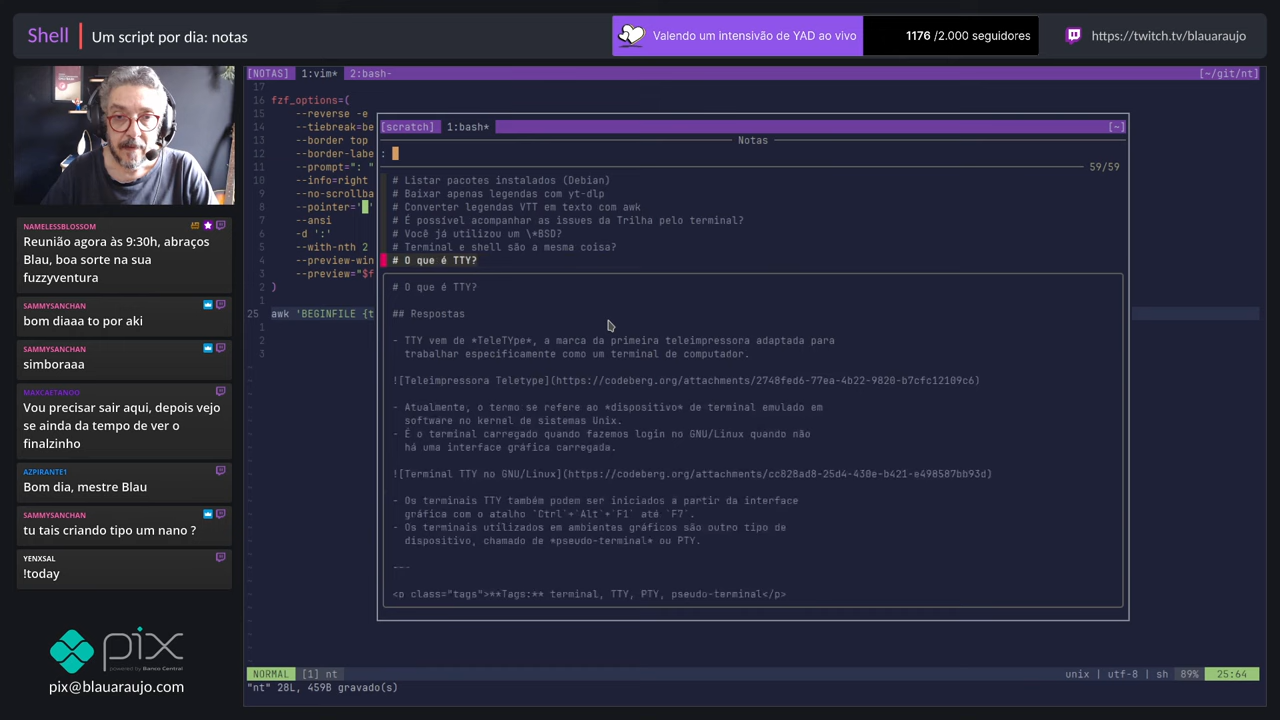 Shell
Um script por dia: notas
Valendo um intensivão de YAD ao vivo
1176 /2.000 seguidores
https://twitch.tv/blauaraujo
NAMELESSBLOSSOM
Reunião agora às 9:30h, abraços
Blau, boa sorte na sua
fuzzyventura
SAMMYSANCHAN
bom diaaa to por aki
SAMMYSANCHAN
simboraaa
MAXCAETANOO
Vou precisar sair aqui, depois vejo
se ainda da tempo de ver o
finalzinho
AZPIRANTE1
Bom dia, mestre Blau
SAMMYSANCHAN
tu tais criando tipo um nano ?
YENXSAL
!today
pix
powered by Banco Central
pix@blauaraujo.com
[NOTAS] 1:vim* 2:bash- [~/git/nt]
17
16 fzf_options=(
15 --reverse -e
14 --tiebreak=be
13 --border top
12 --border-labe
11 --prompt=": "
10 --info=right
9 --no-scrollba
8 --pointer=' '
7 --ansi
6 -d ':'
5 --with-nth 2
4 --preview-win
3 --preview="$f
2 )
1
25 awk 'BEGINFILE {t
1
2
3
[scratch] 1:bash* [~]
Notas
:
59/59
# Listar pacotes instalados (Debian)
# Baixar apenas legendas com yt-dlp
# Converter legendas VTT em texto com awk
# É possível acompanhar as issues da Trilha pelo terminal?
# Você já utilizou um \*BSD?
# Terminal e shell são a mesma coisa?
# O que é TTY?
# O que é TTY?
## Respostas
- TTY vem de *TeleTYpe*, a marca da primeira teleimpressora adaptada para
trabalhar especificamente como um terminal de computador.
![Teleimpressora Teletype](https://codeberg.org/attachments/2748fed6-77ea-4b22-9820-b7cfc12109c6)
- Atualmente, o termo se refere ao *dispositivo* de terminal emulado em
software no kernel de sistemas Unix.
- É o terminal carregado quando fazemos login no GNU/Linux quando não
há uma interface gráfica carregada.
![Terminal TTY no GNU/Linux](https://codeberg.org/attachments/cc828ad8-25d4-430e-b421-e498587bb93d)
- Os terminais TTY também podem ser iniciados a partir da interface
gráfica com o atalho `Ctrl`+`Alt`+`F1` até `F7`.
- Os terminais utilizados em ambientes gráficos são outro tipo de
dispositivo, chamado de *pseudo-terminal* ou PTY.
---
<p class="tags">**Tags:** terminal, TTY, PTY, pseudo-terminal</p>
NORMAL [1] nt unix | utf-8 | sh 89% 25:64
"nt" 28L, 459B gravado(s)